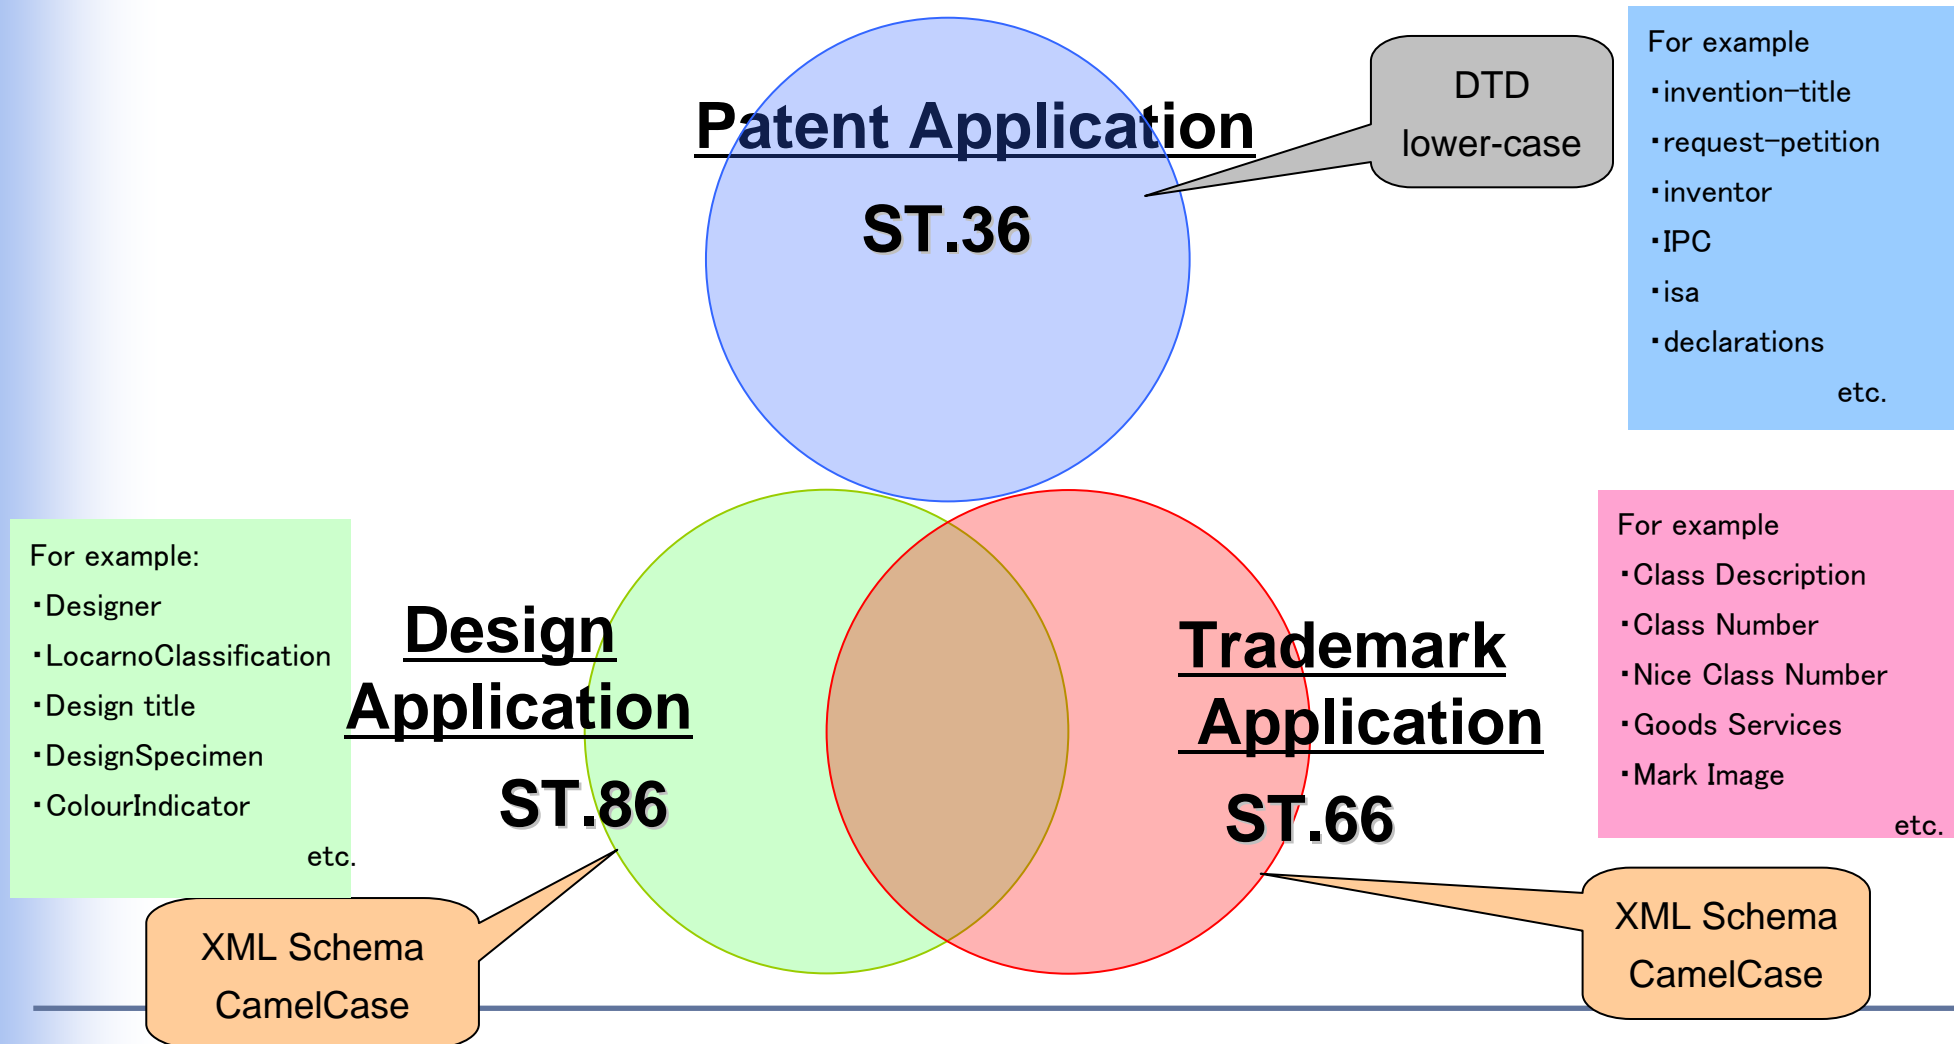 Patent Application
ST.36
DTD
lower-case
For example
・invention-title
・request-petition
・inventor
・IPC
・isa
・declarations
etc.
For example:
・Designer
・LocarnoClassification
・Design title
・DesignSpecimen
・ColourIndicator
etc.
Design
Application
ST.86
XML Schema
CamelCase
Trademark
Application
ST.66
For example
・Class Description
・Class Number
・Nice Class Number
・Goods Services
・Mark Image
etc.
XML Schema
CamelCase